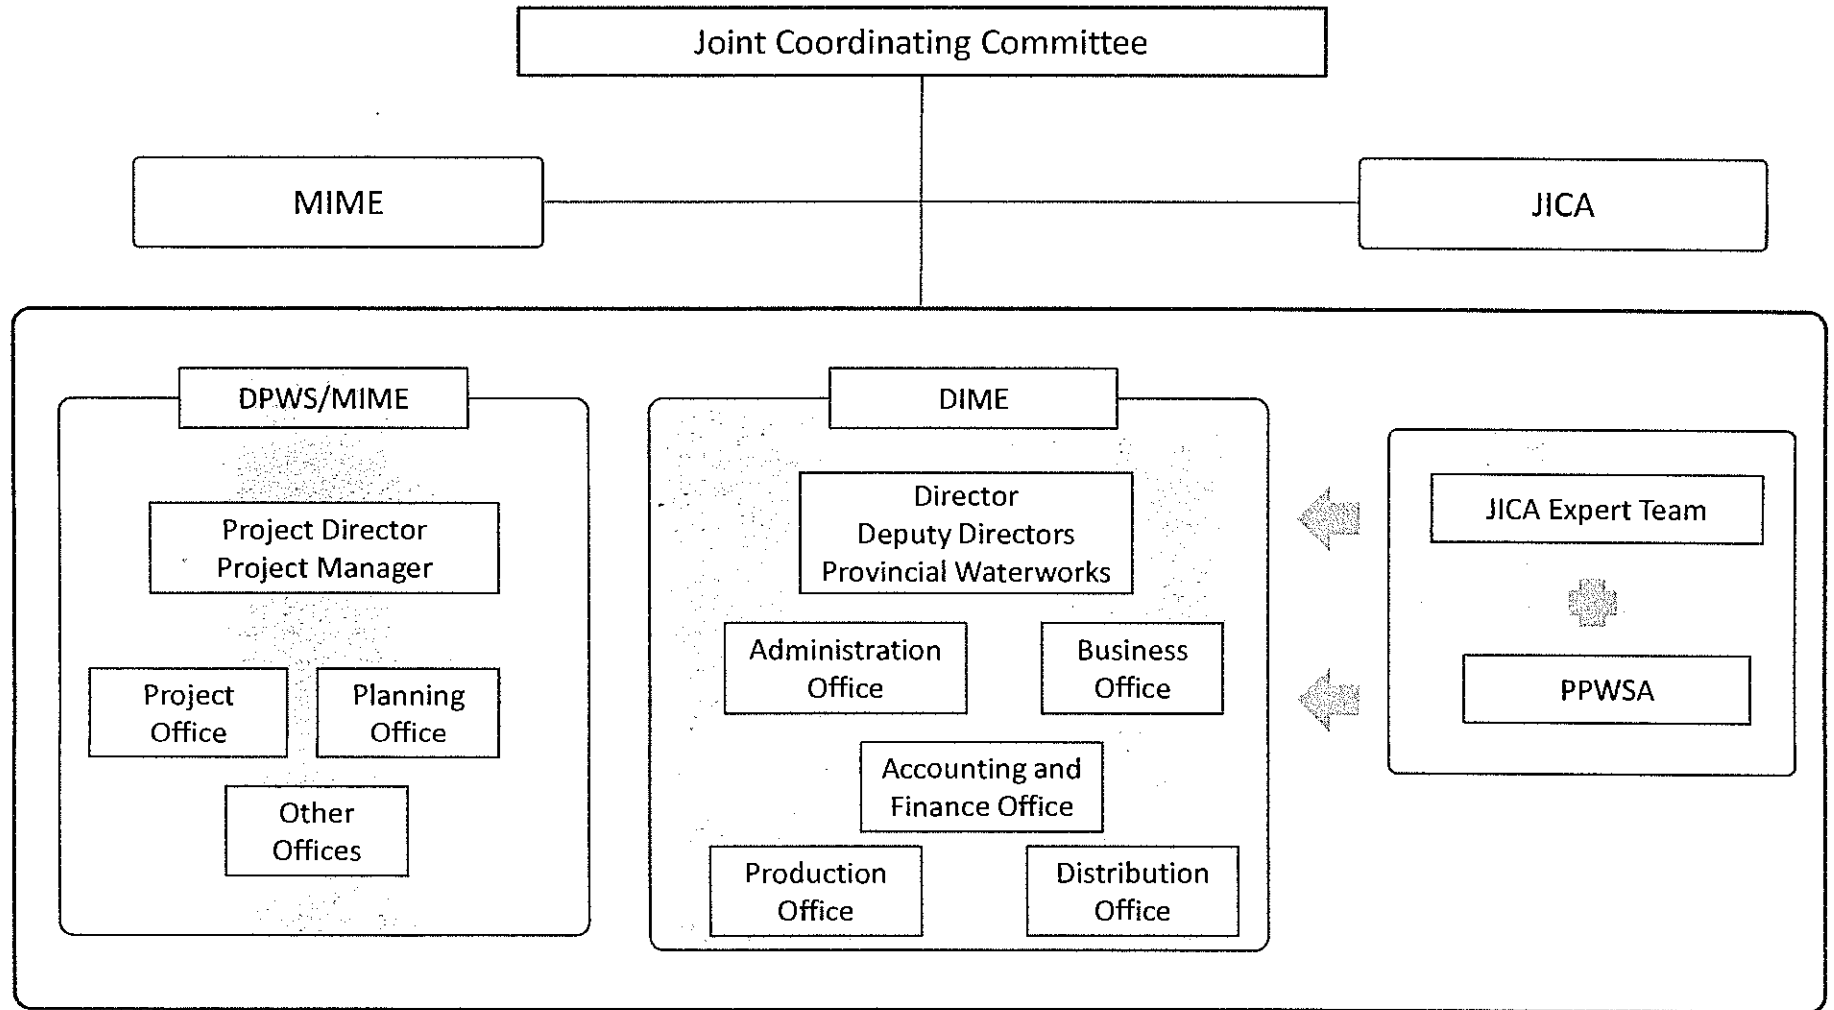 Joint Coordinating Committee
MIME
JICA
DPWS/MIME
Project Director
Project Manager
Project
Office
Planning
Office
Other
Offices
DIME
Director
Deputy Directors
Provincial Waterworks
Administration
Office
Business
Office
Accounting and
Finance Office
Production
Office
Distribution
Office
JICA Expert Team
PPWSA